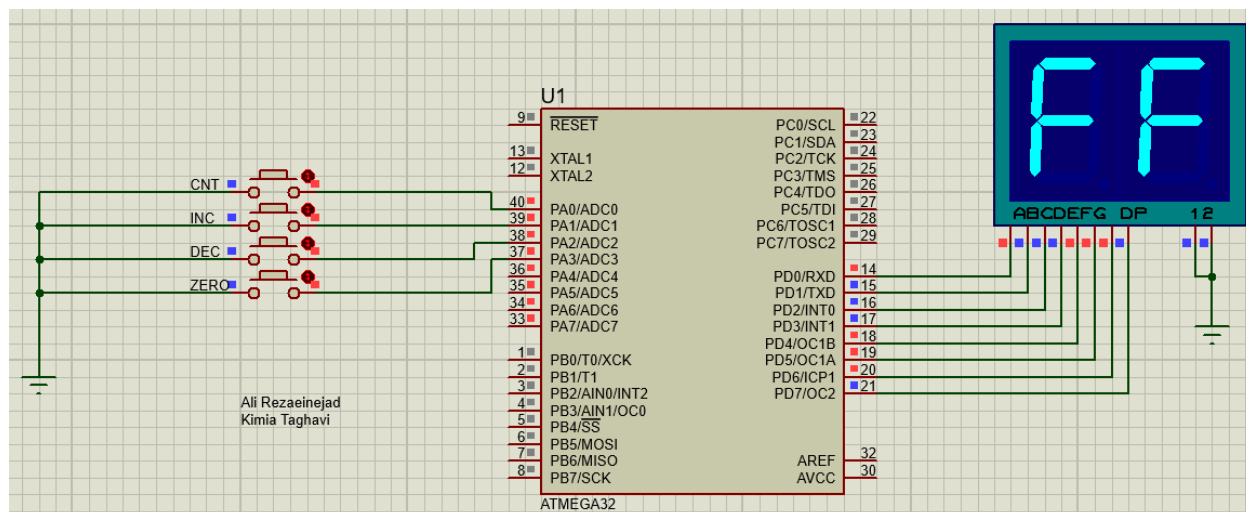 U1
9 RESET
13 XTAL1
12 XTAL2
40 PA0/ADC0
39 PA1/ADC1
38 PA2/ADC2
37 PA3/ADC3
36 PA4/ADC4
35 PA5/ADC5
34 PA6/ADC6
33 PA7/ADC7
1 PB0/T0/XCK
2 PB1/T1
3 PB2/AIN0/INT2
4 PB3/AIN1/OC0
5 PB4/SS
6 PB5/MOSI
7 PB6/MISO
8 PB7/SCK
PC0/SCL 22
PC1/SDA 23
PC2/TCK 24
PC3/TMS 25
PC4/TDO 26
PC5/TDI 27
PC6/TOSC1 28
PC7/TOSC2 29
PD0/RXD 14
PD1/TXD 15
PD2/INT0 16
PD3/INT1 17
PD4/OC1B 18
PD5/OC1A 19
PD6/ICP1 20
PD7/OC2 21
AREF 32
AVCC 30
ATMEGA32
CNT
INC
DEC
ZERO
Ali Rezaeinejad
Kimia Taghavi
FF
ABCDEFG DP 12